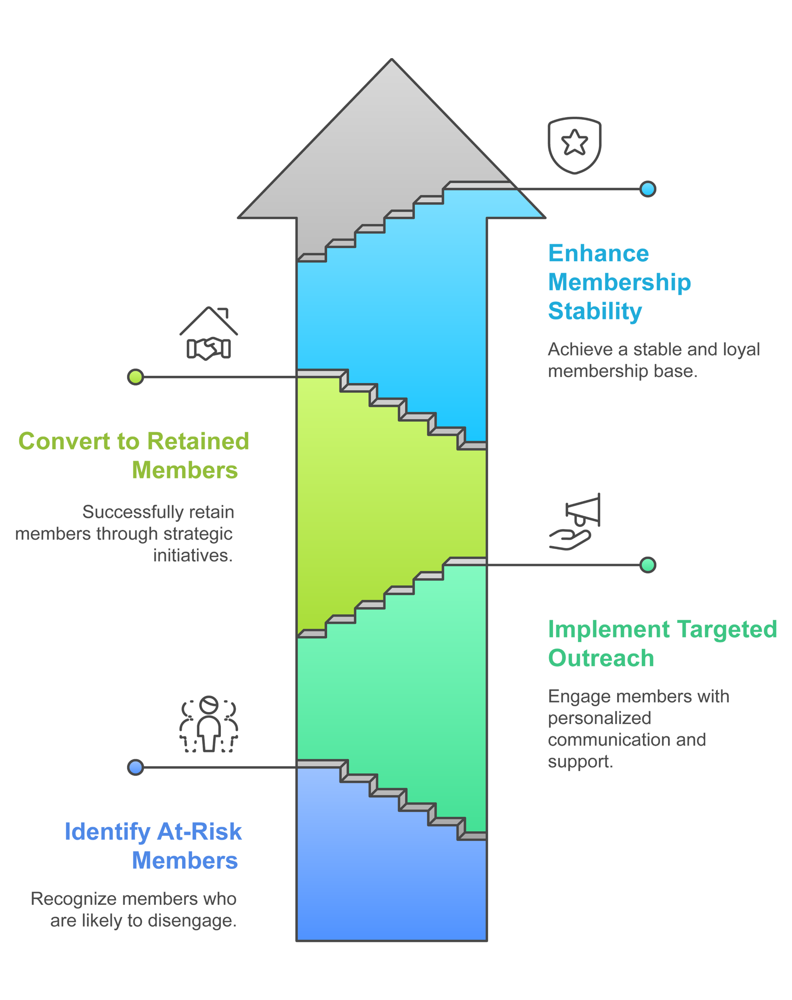 Enhance
Membership
Stability
Achieve a stable and loyal
membership base.
Convert to Retained
Members
Successfully retain
members through strategic
initiatives.
Implement Targeted
Outreach
Engage members with
personalized
communication and
support.
Identify At-Risk
Members
Recognize members who
are likely to disengage.